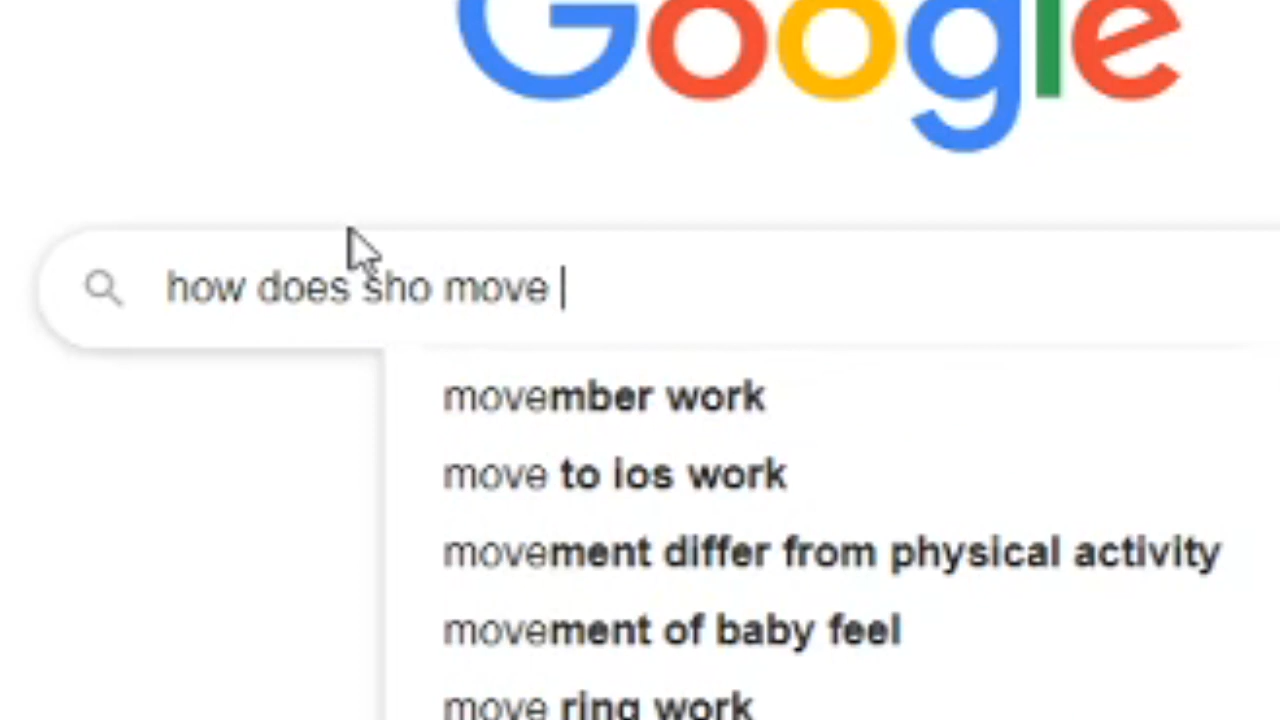 Google
how does sho move
movember work
move to ios work
movement differ from physical activity
movement of baby feel
move ring work